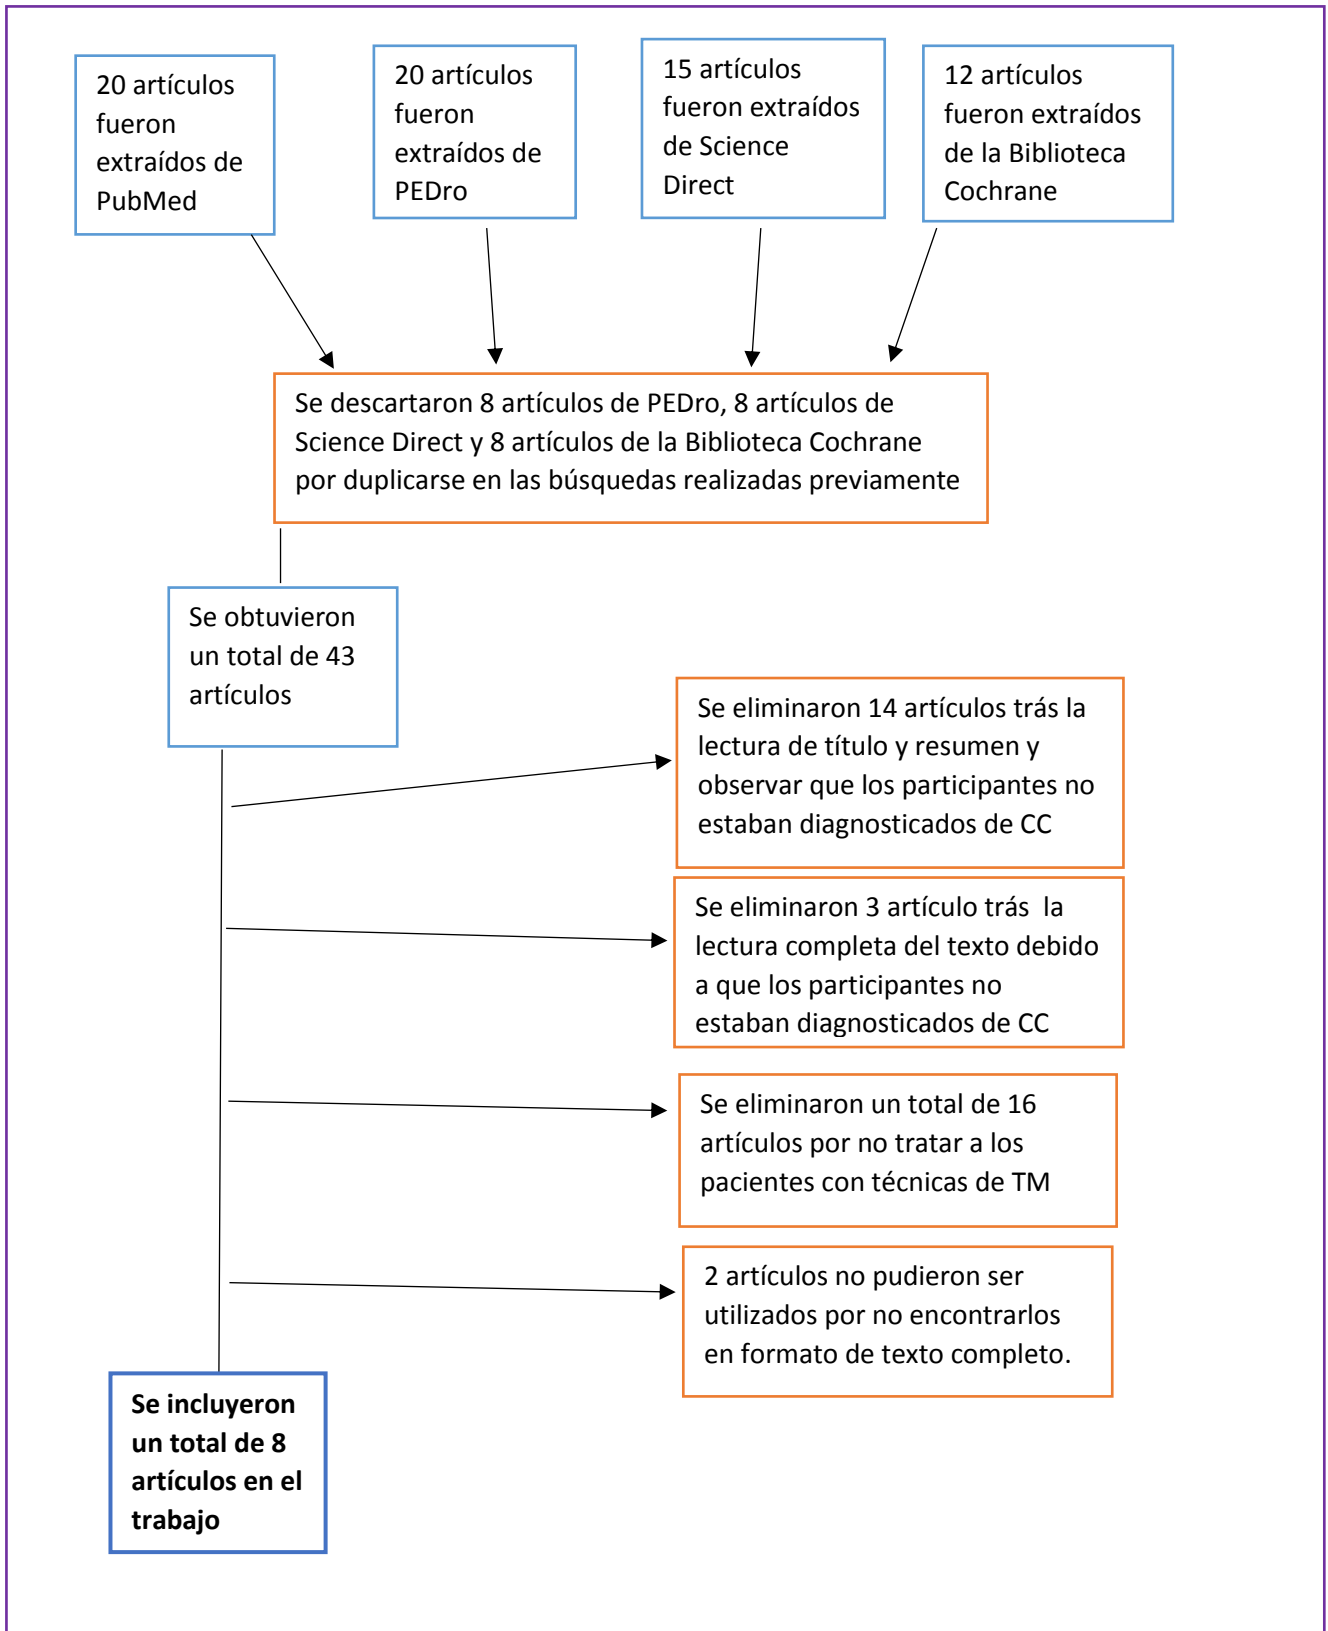 20 artículos
fueron
extraídos de
PubMed
20 artículos
fueron
extraídos de
PEDro
15 artículos
fueron extraídos
de Science
Direct
12 artículos
fueron extraídos
de la Biblioteca
Cochrane
Se descartaron 8 artículos de PEDro, 8 artículos de
Science Direct y 8 artículos de la Biblioteca Cochrane
por duplicarse en las búsquedas realizadas previamente
Se obtuvieron
un total de 43
artículos
Se eliminaron 14 artículos trás la
lectura de título y resumen y
observar que los participantes no
estaban diagnosticados de CC
Se eliminaron 3 artículo trás  la
lectura completa del texto debido
a que los participantes no
estaban diagnosticados de CC
Se eliminaron un total de 16
artículos por no tratar a los
pacientes con técnicas de TM
2 artículos no pudieron ser
utilizados por no encontrarlos
en formato de texto completo.
Se incluyeron
un total de 8
artículos en el
trabajo